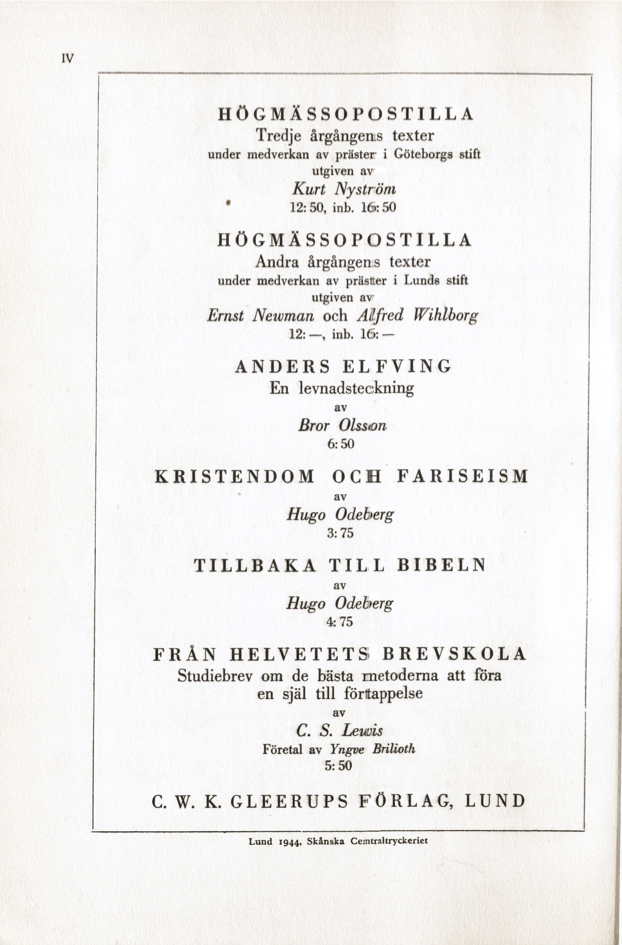 IV
HÖGMÄSSOPOSTILLA
Tredje årgångens texter
under medverkan av präster i Göteborgs stift
utgiven av
Kurt Nyström
12: 50, inb. 16: 50
HÖGMÄSSOPOSTILLA
Andra årgångens texter
under medverkan av präster i Lunds stift
utgiven av
Ernst Newman och Alfred Wihlborg
12: —, inb. 16: —
ANDERS ELFVING
En levnadsteckning
av
Bror Olsson
6: 50
KRISTENDOM OCH FARISEISM
av
Hugo Odeberg
3: 75
TILLBAKA TILL BIBELN
av
Hugo Odeberg
4: 75
FRÅN HELVETETS BREVSKOLA
Studiebrev om de bästa metoderna att föra
en själ till förtappelse
av
C. S. Lewis
Företal av Yngve Brilioth
5: 50
C. W. K. GLEERUPS FÖRLAG, LUND
Lund 1944, Skånska Centraltryckeriet